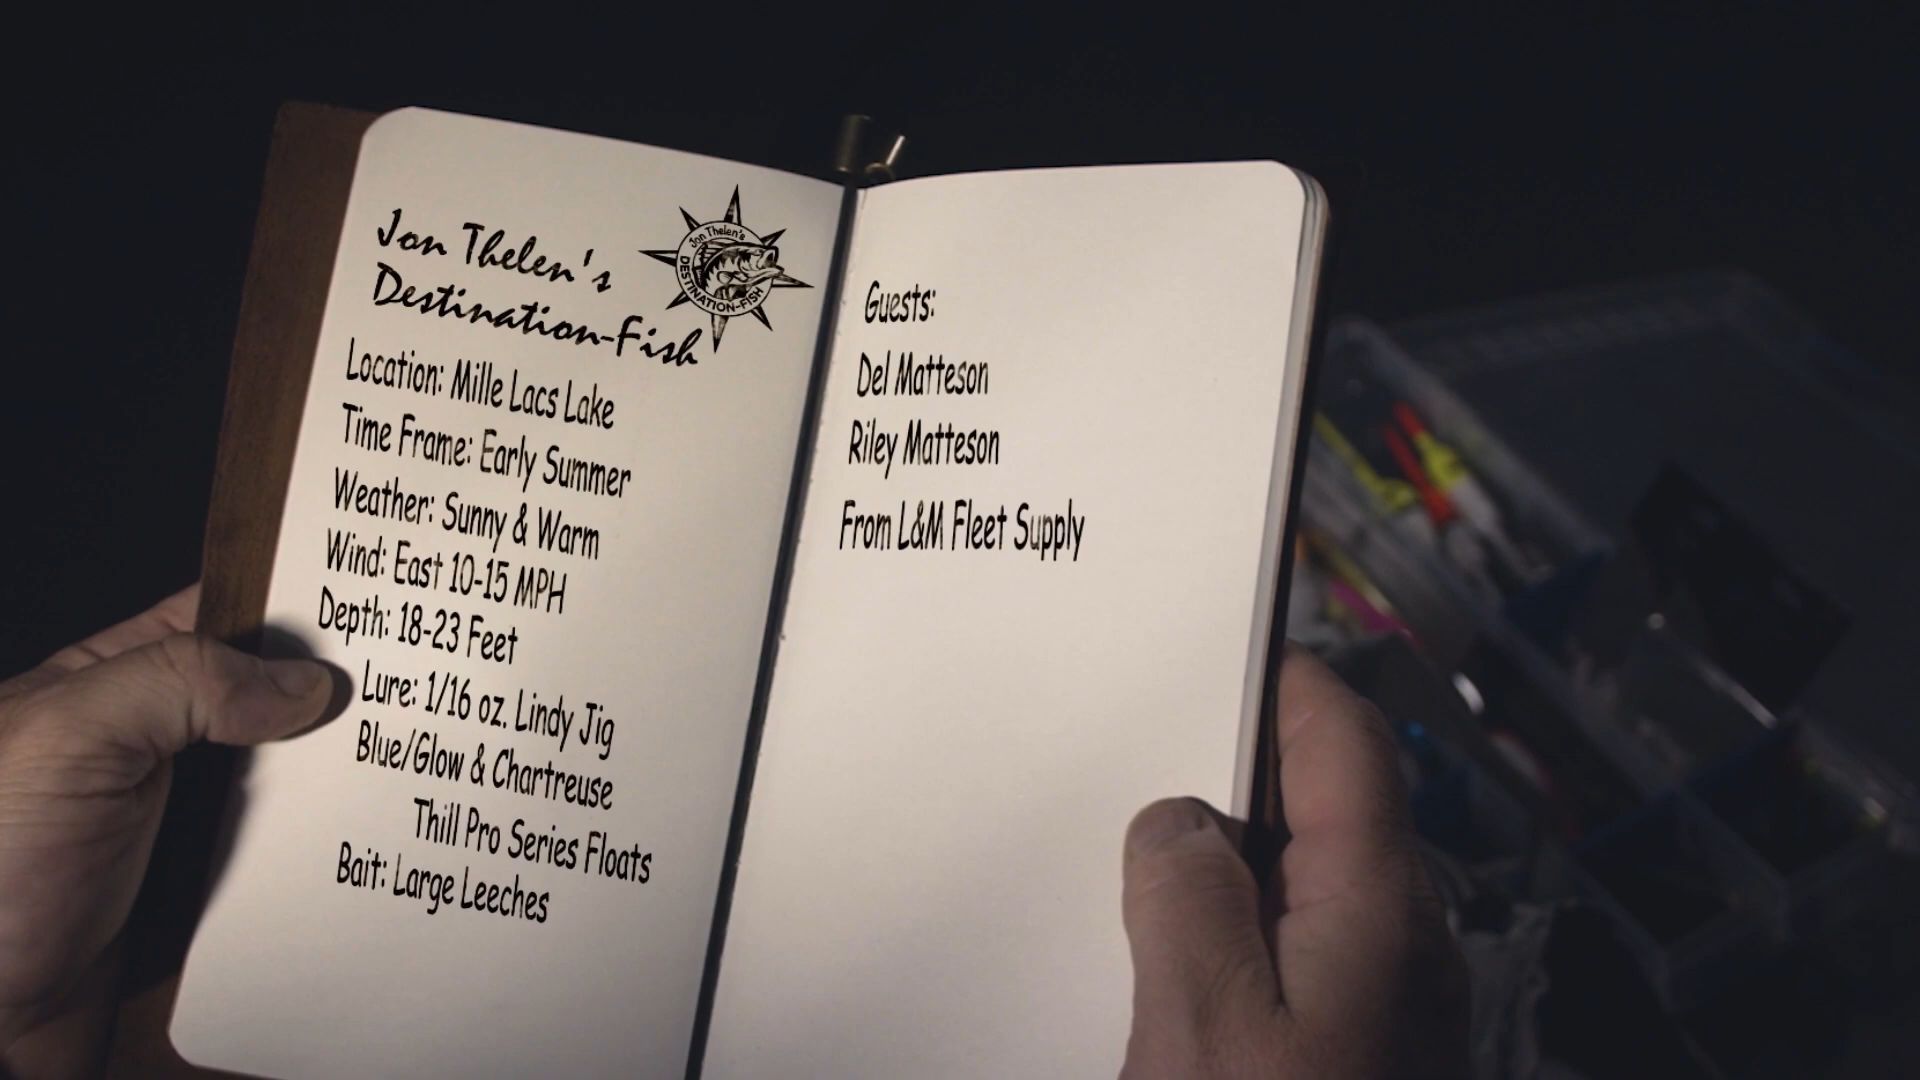 Jon Thelen's
Destination-Fish
Jon Thelen's
DESTINATION-FISH
Location: Mille Lacs Lake
Time Frame: Early Summer
Weather: Sunny & Warm
Wind: East 10-15 MPH
Depth: 18-23 Feet
Lure: 1/16 oz. Lindy Jig
Blue/Glow & Chartreuse
Thill Pro Series Floats
Bait: Large Leeches
Guests:
Del Matteson
Riley Matteson
From L&M Fleet Supply